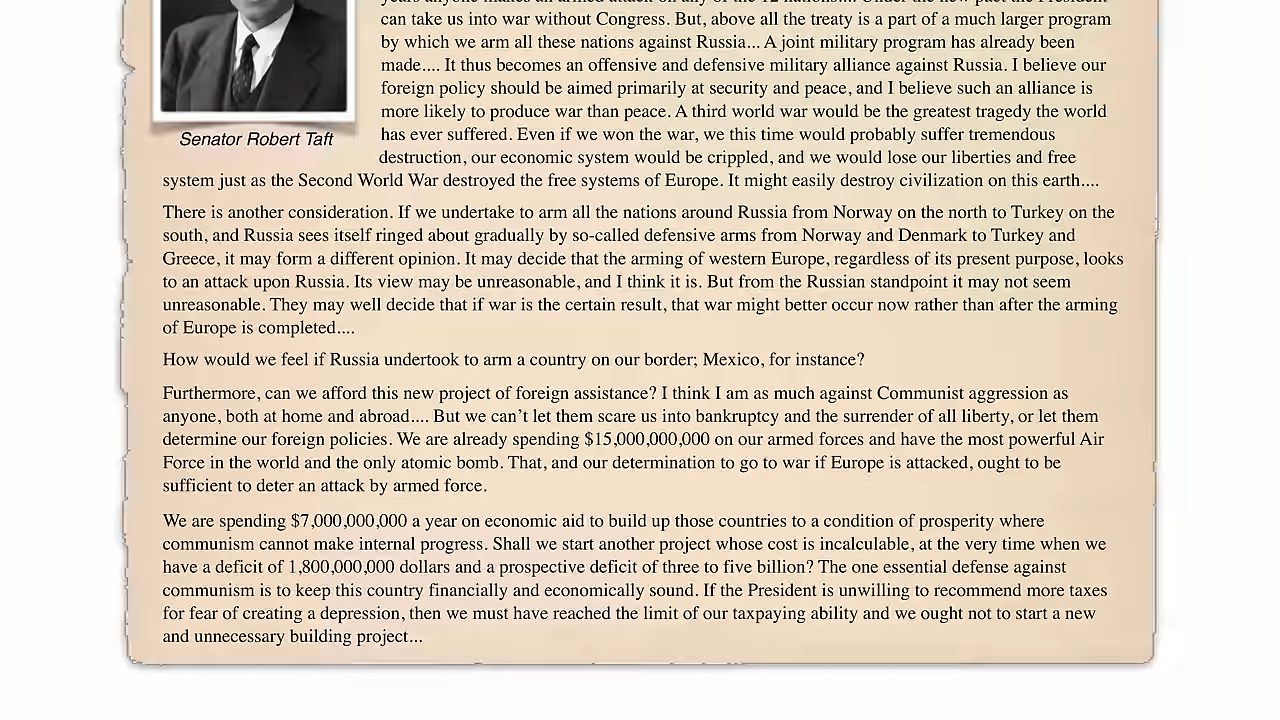 years anyone makes an armed attack on any of the 12 nations.... Under the new pact the President
can take us into war without Congress. But, above all the treaty is a part of a much larger program
by which we arm all these nations against Russia... A joint military program has already been
made.... It thus becomes an offensive and defensive military alliance against Russia. I believe our
foreign policy should be aimed primarily at security and peace, and I believe such an alliance is
more likely to produce war than peace. A third world war would be the greatest tragedy the world
has ever suffered. Even if we won the war, we this time would probably suffer tremendous
destruction, our economic system would be crippled, and we would lose our liberties and free
system just as the Second World War destroyed the free systems of Europe. It might easily destroy civilization on this earth....
Senator Robert Taft
There is another consideration. If we undertake to arm all the nations around Russia from Norway on the north to Turkey on the
south, and Russia sees itself ringed about gradually by so-called defensive arms from Norway and Denmark to Turkey and
Greece, it may form a different opinion. It may decide that the arming of western Europe, regardless of its present purpose, looks
to an attack upon Russia. Its view may be unreasonable, and I think it is. But from the Russian standpoint it may not seem
unreasonable. They may well decide that if war is the certain result, that war might better occur now rather than after the arming
of Europe is completed....
How would we feel if Russia undertook to arm a country on our border; Mexico, for instance?
Furthermore, can we afford this new project of foreign assistance? I think I am as much against Communist aggression as
anyone, both at home and abroad.... But we can't let them scare us into bankruptcy and the surrender of all liberty, or let them
determine our foreign policies. We are already spending $15,000,000,000 on our armed forces and have the most powerful Air
Force in the world and the only atomic bomb. That, and our determination to go to war if Europe is attacked, ought to be
sufficient to deter an attack by armed force.
We are spending $7,000,000,000 a year on economic aid to build up those countries to a condition of prosperity where
communism cannot make internal progress. Shall we start another project whose cost is incalculable, at the very time when we
have a deficit of 1,800,000,000 dollars and a prospective deficit of three to five billion? The one essential defense against
communism is to keep this country financially and economically sound. If the President is unwilling to recommend more taxes
for fear of creating a depression, then we must have reached the limit of our taxpaying ability and we ought not to start a new
and unnecessary building project...